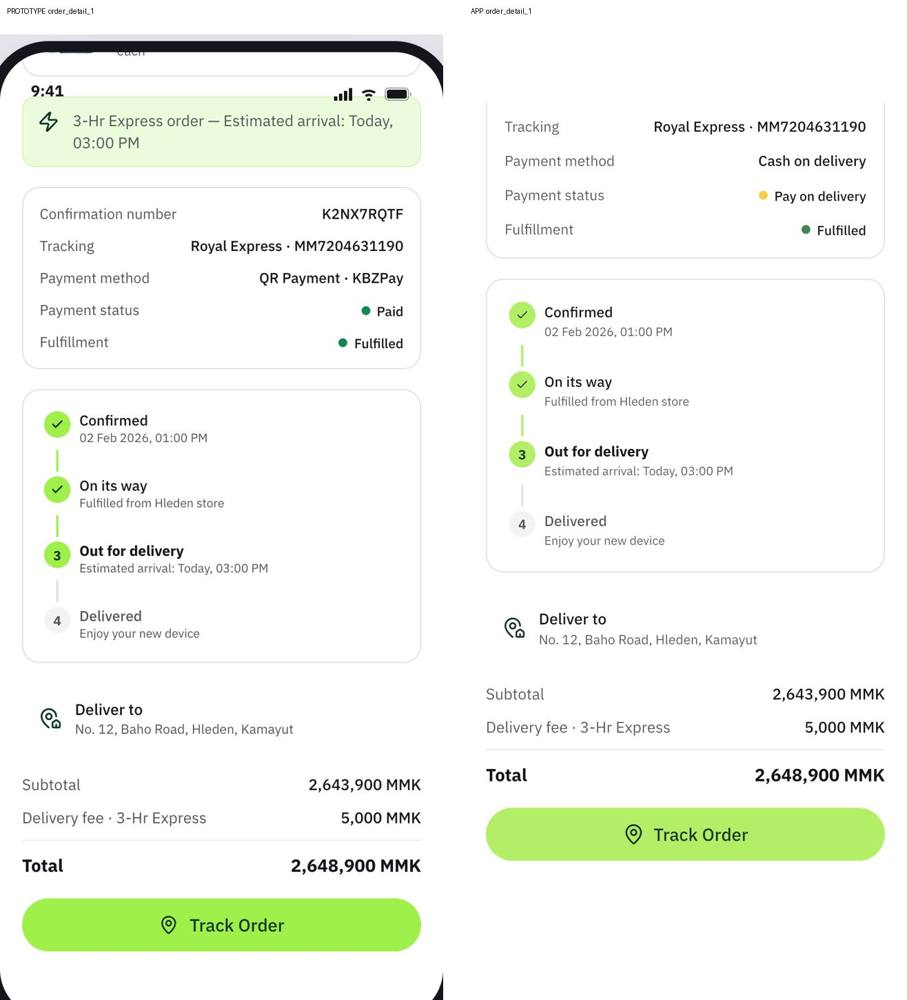 PROTOTYPE order_detail_1
each
9:41
3-Hr Express order — Estimated arrival: Today,
03:00 PM
Confirmation number K2NX7RQTF
Tracking Royal Express · MM7204631190
Payment method QR Payment · KBZPay
Payment status Paid
Fulfillment Fulfilled
Confirmed
02 Feb 2026, 01:00 PM
On its way
Fulfilled from Hleden store
3 Out for delivery
Estimated arrival: Today, 03:00 PM
4 Delivered
Enjoy your new device
Deliver to
No. 12, Baho Road, Hleden, Kamayut
Subtotal 2,643,900 MMK
Delivery fee · 3-Hr Express 5,000 MMK
Total 2,648,900 MMK
Track Order
APP order_detail_1
Tracking Royal Express · MM7204631190
Payment method Cash on delivery
Payment status Pay on delivery
Fulfillment Fulfilled
Confirmed
02 Feb 2026, 01:00 PM
On its way
Fulfilled from Hleden store
3 Out for delivery
Estimated arrival: Today, 03:00 PM
4 Delivered
Enjoy your new device
Deliver to
No. 12, Baho Road, Hleden, Kamayut
Subtotal 2,643,900 MMK
Delivery fee · 3-Hr Express 5,000 MMK
Total 2,648,900 MMK
Track Order